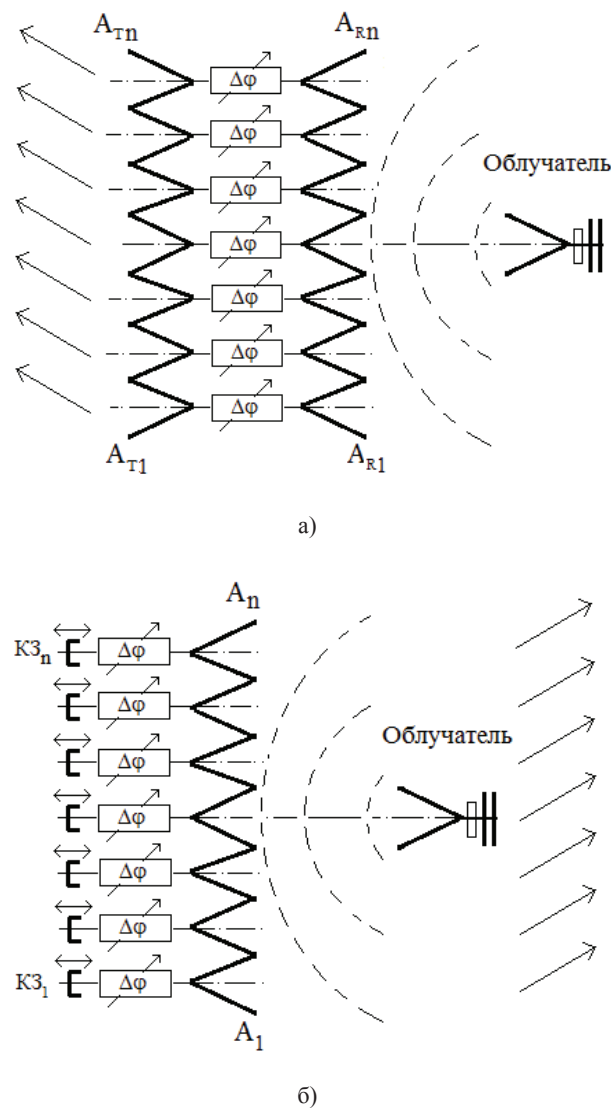 A_Tn A_Rn
Δφ
Δφ
Облучатель
Δφ
Δφ
Δφ
Δφ
Δφ
A_T1 A_R1
а)
A_n
КЗ_n Δφ
Δφ
Облучатель
Δφ
Δφ
Δφ
Δφ
КЗ_1 Δφ
A_1
б)